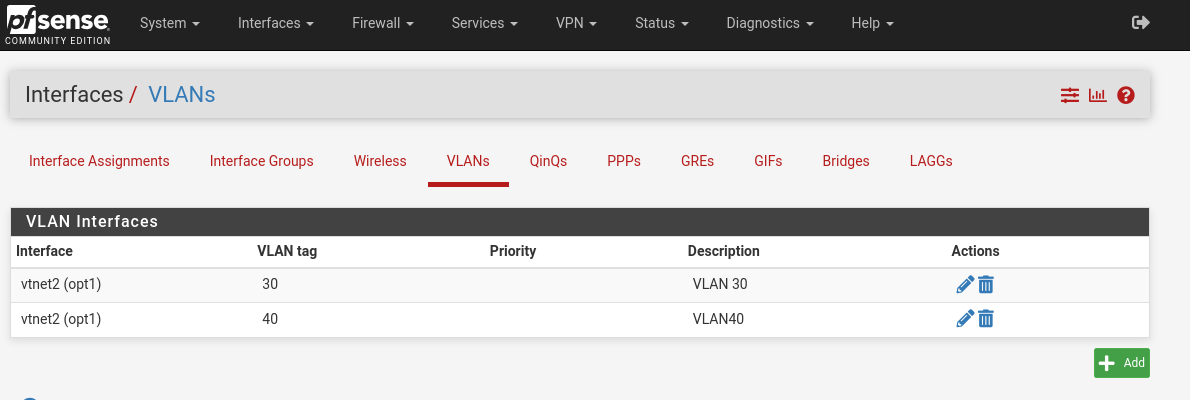 pfsense
COMMUNITY EDITION
System Interfaces Firewall Services VPN Status Diagnostics Help
Interfaces / VLANs
Interface Assignments Interface Groups Wireless VLANs QinQs PPPs GREs GIFs Bridges LAGGs
VLAN Interfaces
Interface VLAN tag Priority Description Actions
vtnet2 (opt1) 30 VLAN 30
vtnet2 (opt1) 40 VLAN40
Add